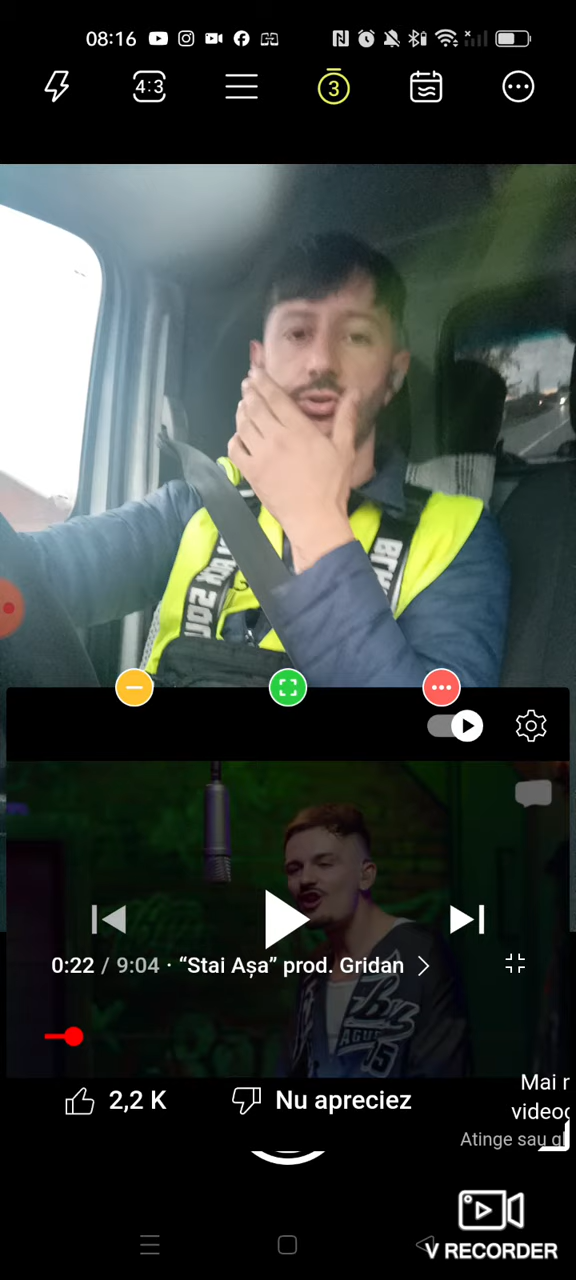 08:16
4:3
3
0:22 / 9:04 · “Stai Așa” prod. Gridan
2,2 K
Nu apreciez
Mai
Atinge sau
V RECORDER